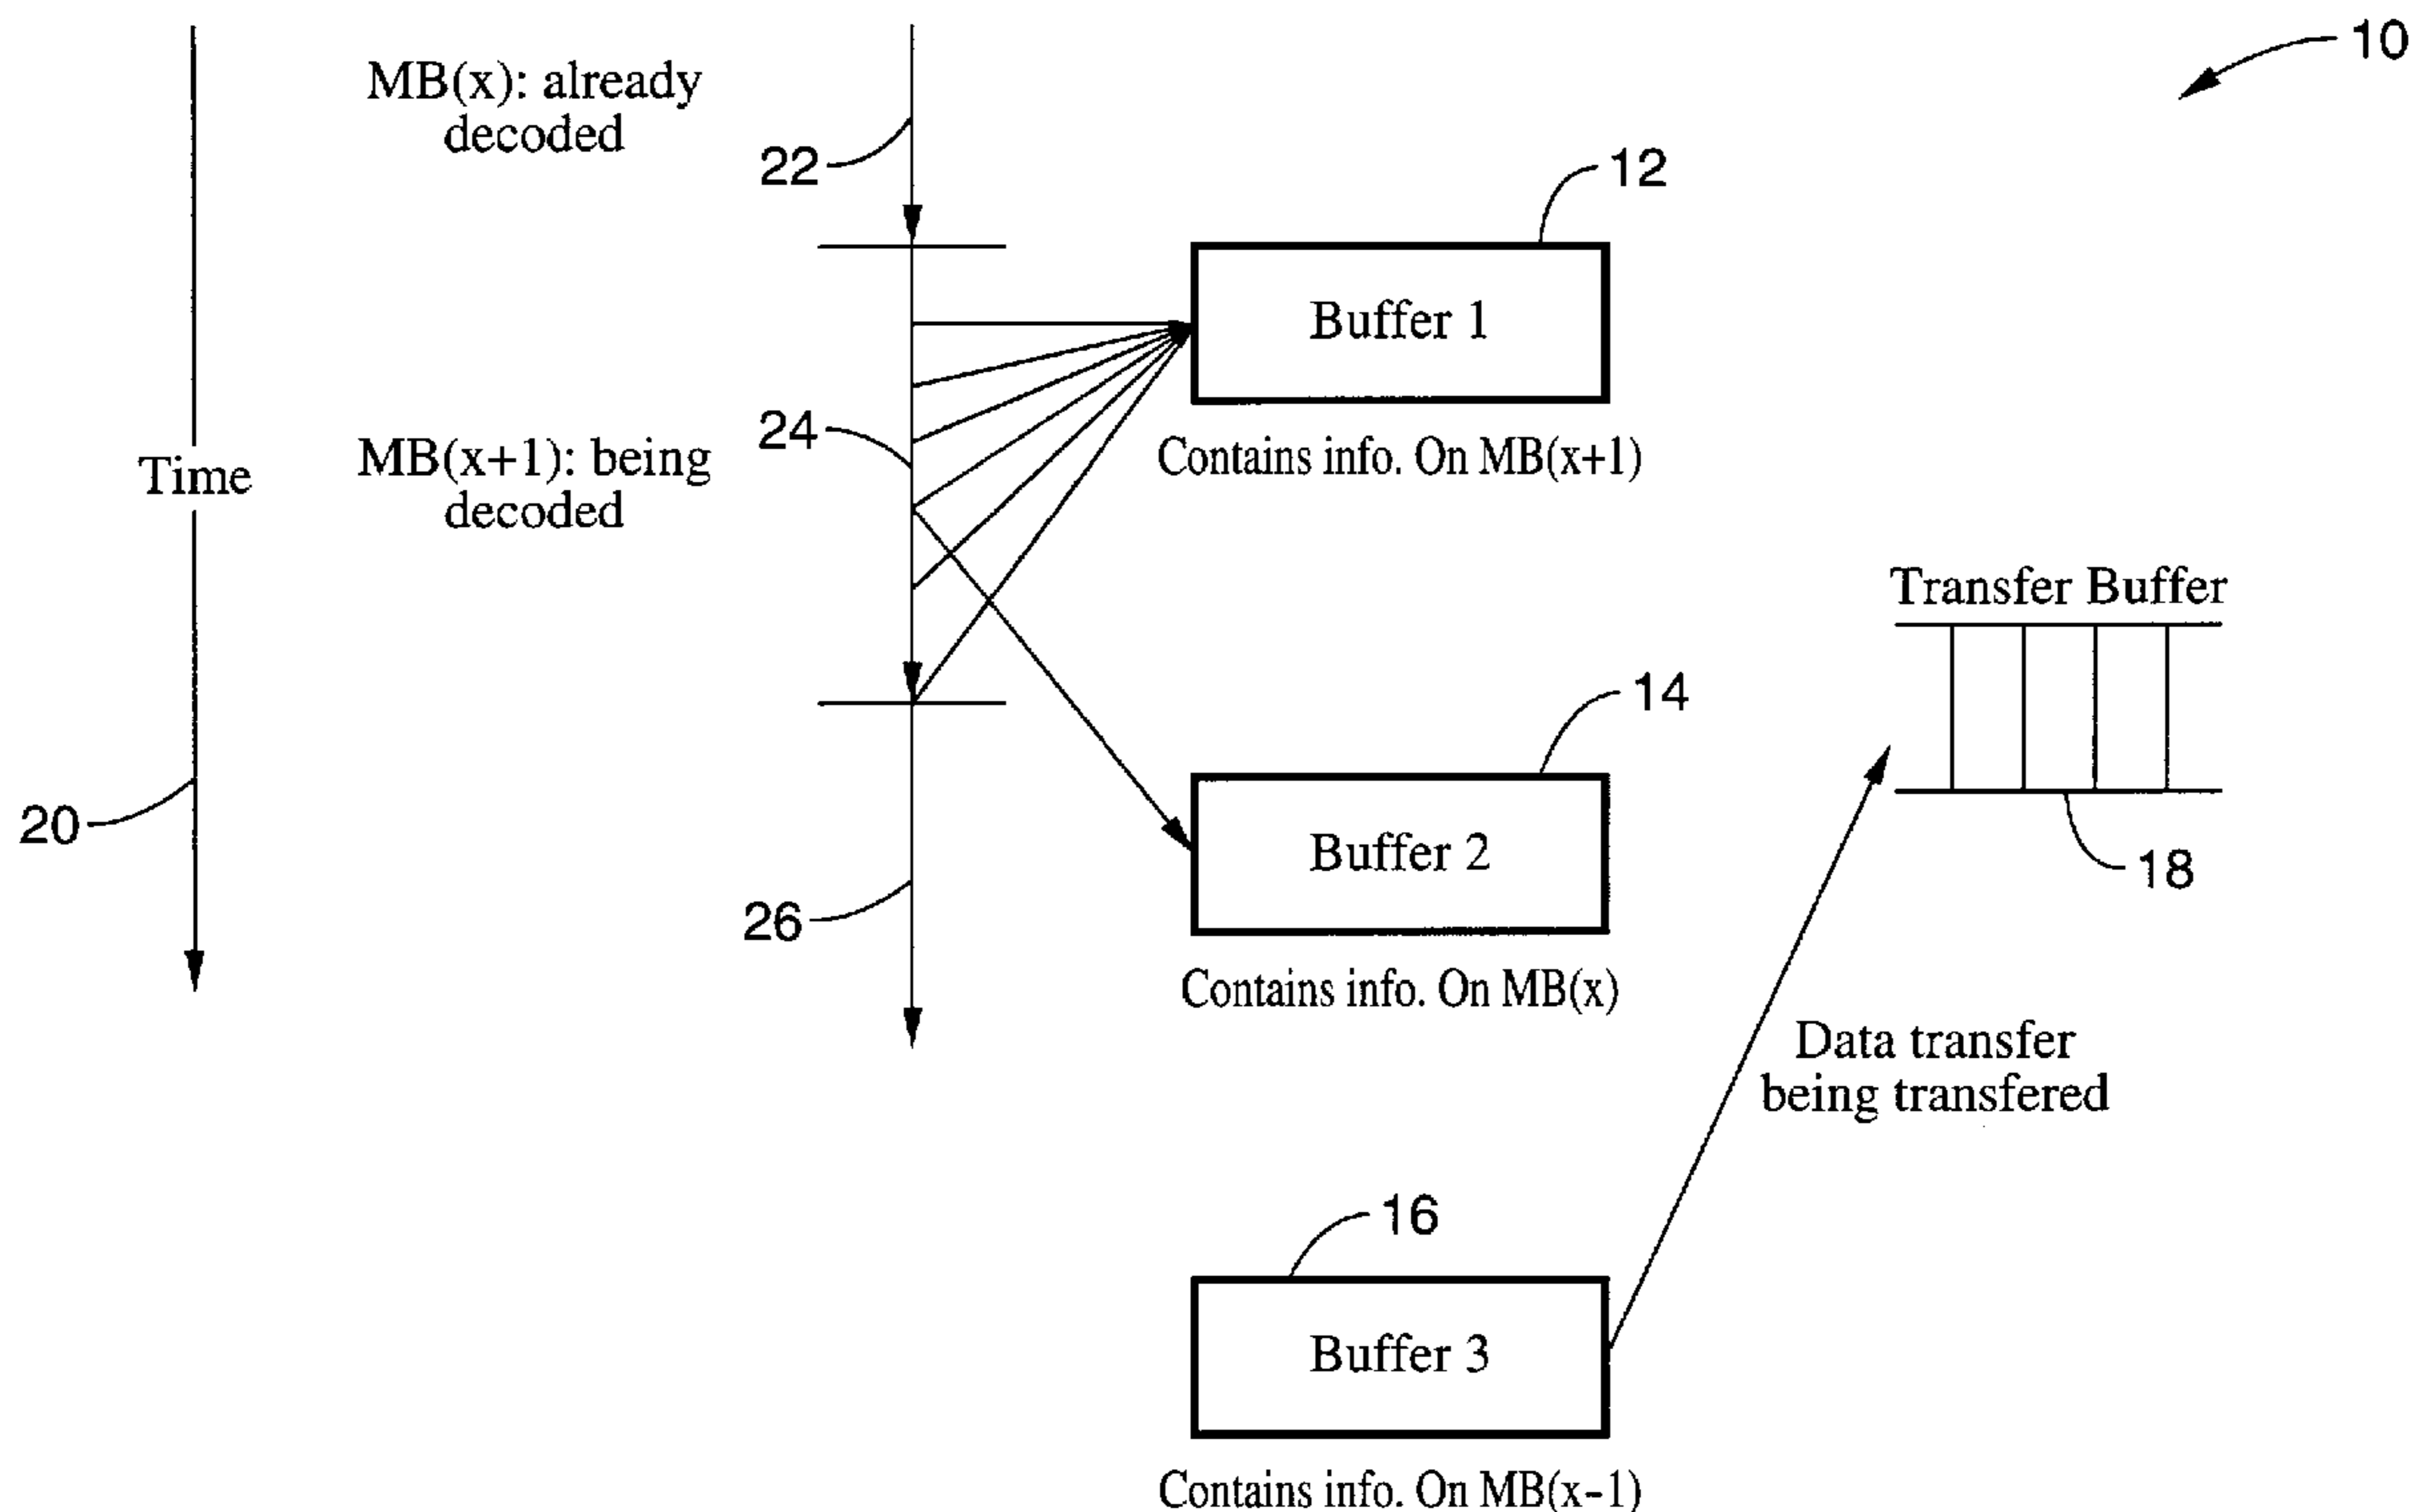 10
MB(x): already
decoded
22
12
Buffer 1
24
MB(x+1): being
decoded
Contains info. On MB(x+1)
Time
Transfer Buffer
14
20
Buffer 2
18
26
Contains info. On MB(x)
Data transfer
being transfered
16
Buffer 3
Contains info. On MB(x-1)